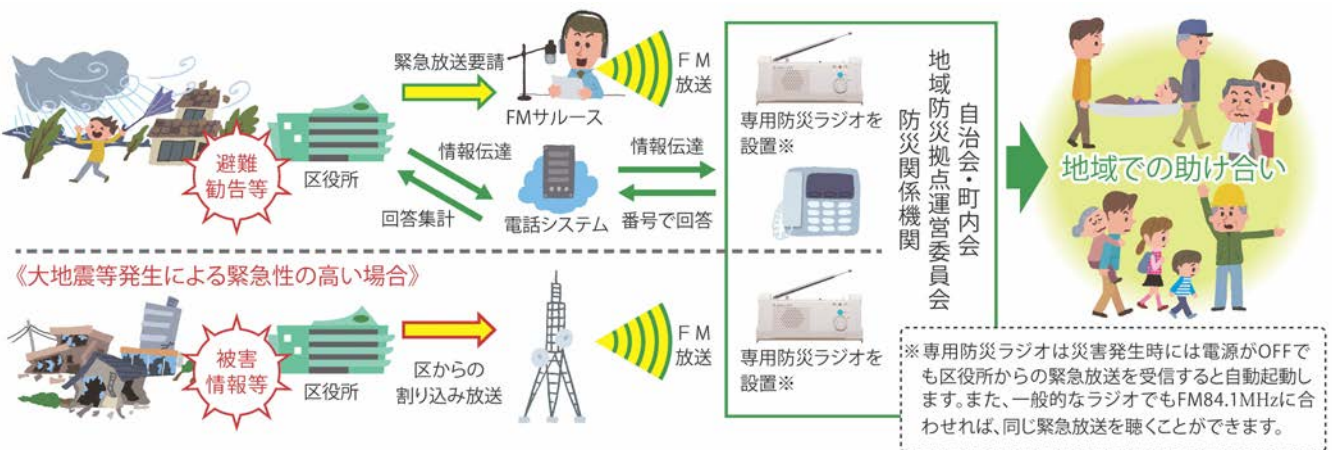 避難
勧告等
区役所
緊急放送要請
FMサルース
FM
放送
情報伝達
回答集計
電話システム
情報伝達
番号で回答
専用防災ラジオを
設置※
自治会・町内会
地域防災拠点運営委員会
防災関係機関
地域での助け合い
《大地震等発生による緊急性の高い場合》
被害
情報等
区役所
区からの
割り込み放送
FM
放送
専用防災ラジオを
設置※
※専用防災ラジオは災害発生時には電源がOFFで
も区役所からの緊急放送を受信すると自動起動し
ます。また、一般的なラジオでもFM84.1MHzに合
わせれば、同じ緊急放送を聴くことができます。